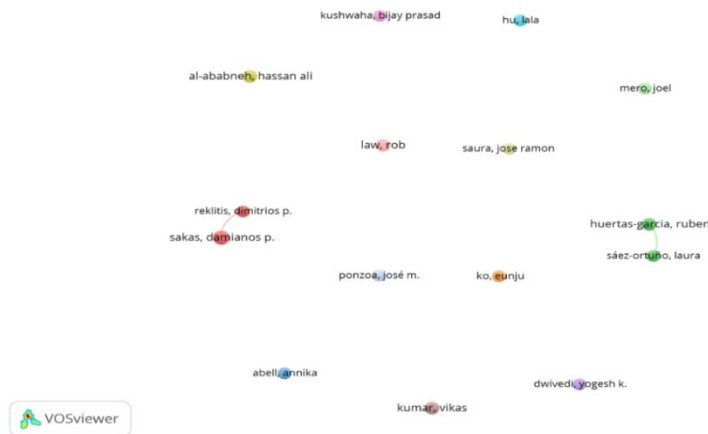 kushwaha, bijay prasad
hu, lala
al-ababneh, hassan ali
mero, joel
law, rob
saura, jose ramon
reklitis, dimitrios p.
huertas-garcia, ruben
sakas, damianos p.
sáez-ortuño, laura
ponzoa, josé m.
ko, eunju
abell, annika
dwivedi, yogesh k.
kumar, vikas
VOSviewer